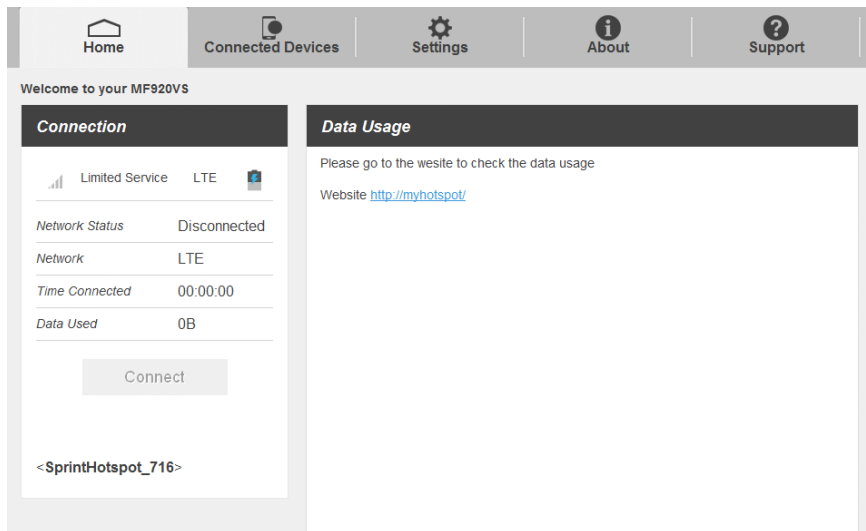 Home
Connected Devices
Settings
About
Support
Welcome to your MF920VS
Connection
Limited Service LTE
Network Status Disconnected
Network LTE
Time Connected 00:00:00
Data Used 0B
Connect
<SprintHotspot_716>
Data Usage
Please go to the wesite to check the data usage
Website http://myhotspot/